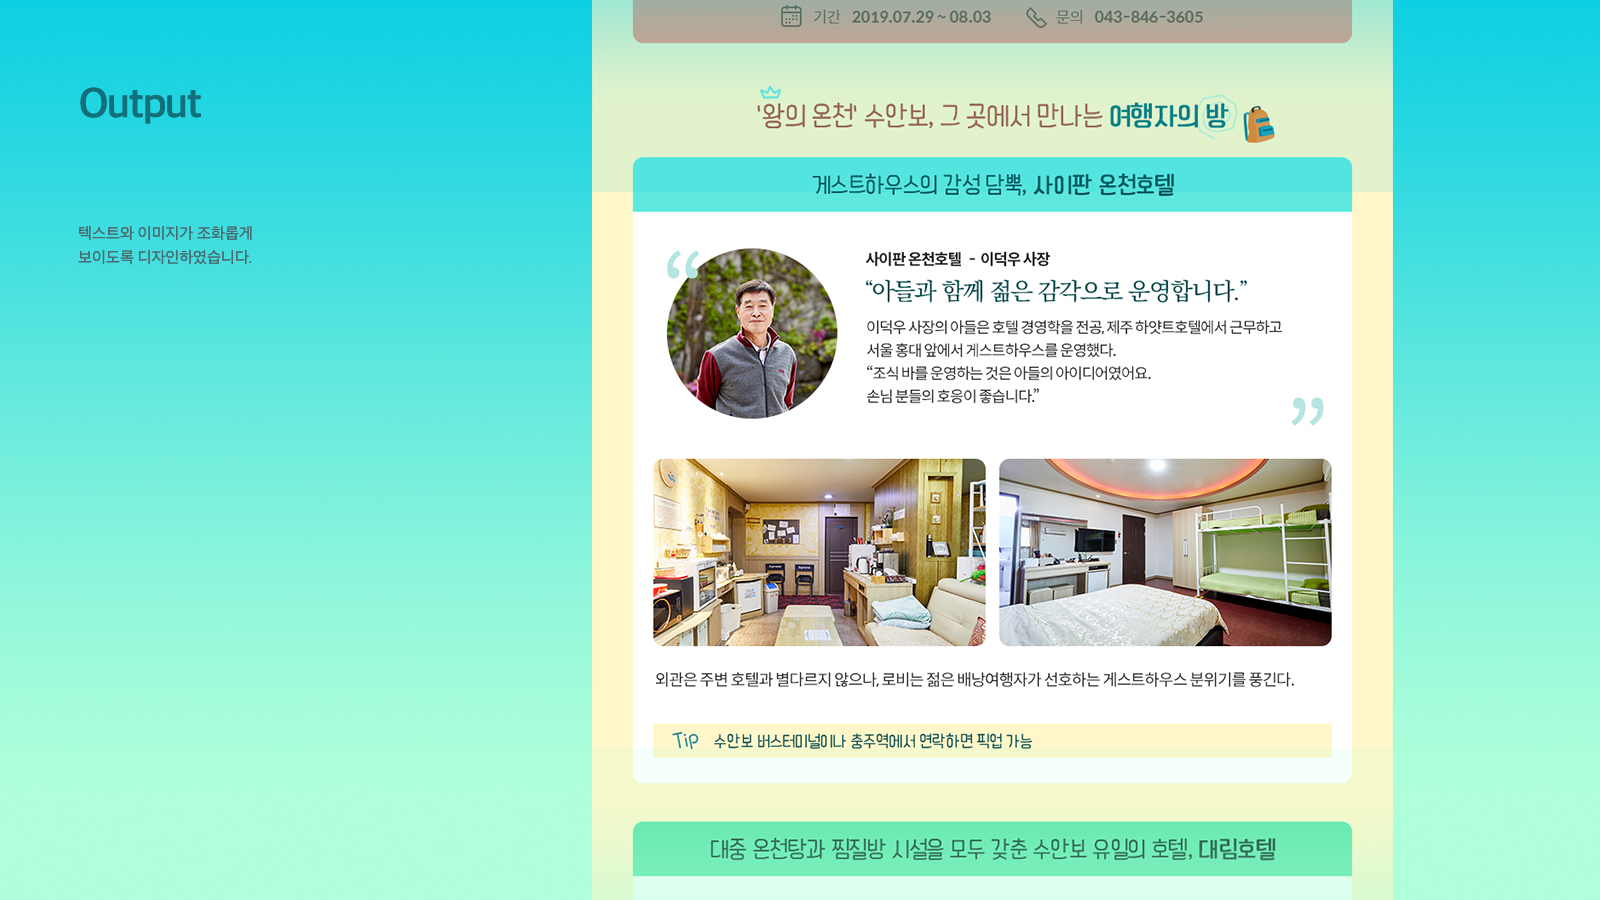 기간 2019.07.29 ~ 08.03 문의 043-846-3605
Output
'왕의 온천' 수안보, 그 곳에서 만나는 여행자의 방
게스트하우스의 감성 담뿍, 사이판 온천호텔
텍스트와 이미지가 조화롭게
보이도록 디자인하였습니다.
사이판 온천호텔 - 이덕우 사장
“아들과 함께 젊은 감각으로 운영합니다.”
이덕우 사장의 아들은 호텔 경영학을 전공, 제주 하얏트호텔에서 근무하고
서울 홍대 앞에서 게스트하우스를 운영했다.
“조식 바를 운영하는 것은 아들의 아이디어였어요.
손님 분들의 호응이 좋습니다.”
외관은 주변 호텔과 별다르지 않으나, 로비는 젊은 배낭여행자가 선호하는 게스트하우스 분위기를 풍긴다.
Tip 수안보 버스터미널이나 충주역에서 연락하면 픽업 가능
대중 온천탕과 찜질방 시설을 모두 갖춘 수안보 유일의 호텔, 대림호텔